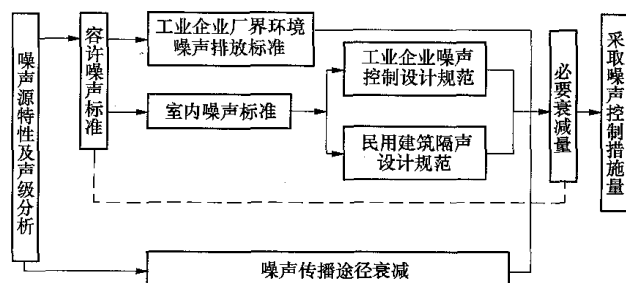 噪声源特性及声级分析
容许噪声标准
工业企业厂界环境
噪声排放标准
室内噪声标准
工业企业噪声
控制设计规范
民用建筑隔声
设计规范
噪声传播途径衰减
必要衰减量
采取噪声控制措施量